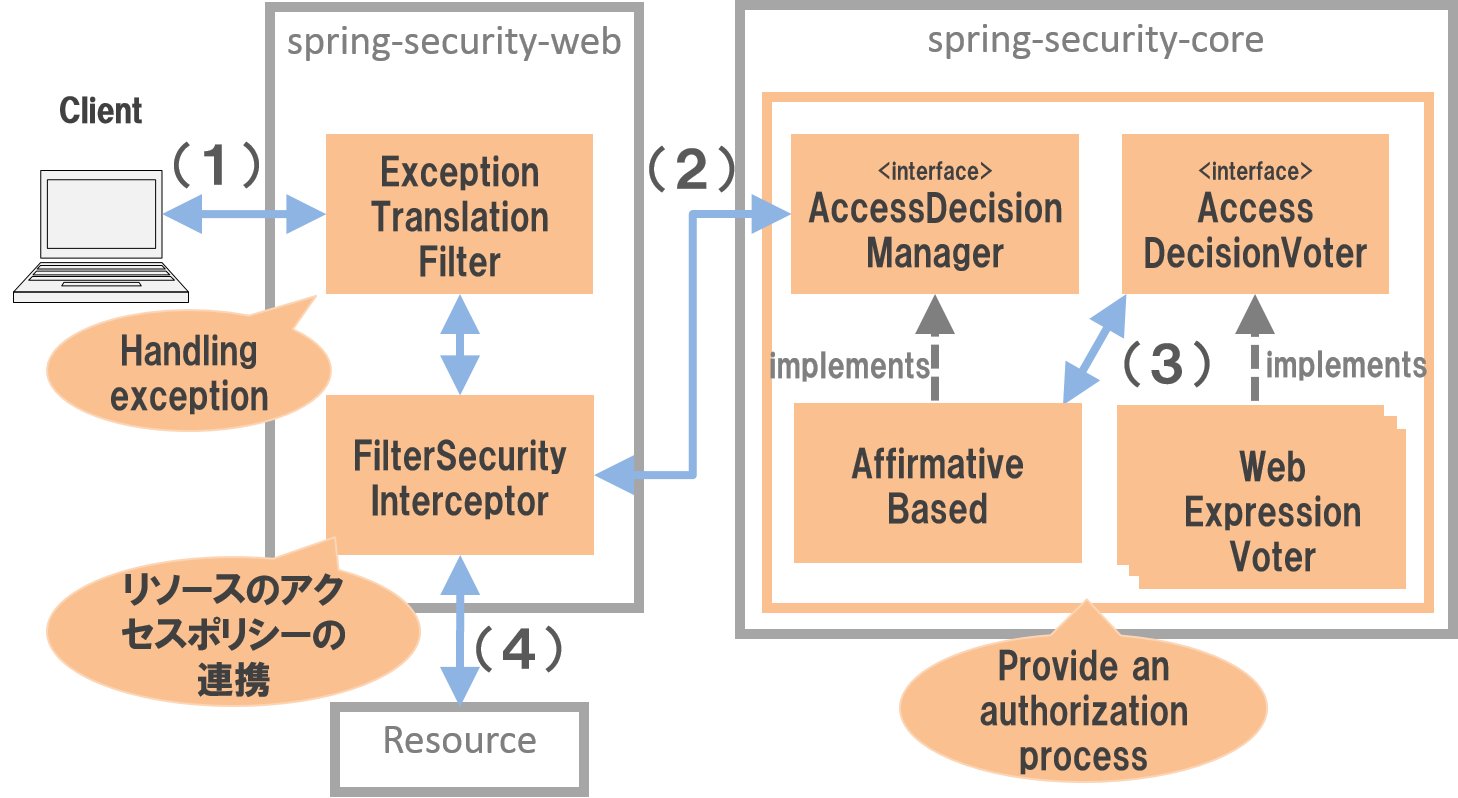 spring-security-web
spring-security-core
Client
(1)
Exception
Translation
Filter
(2)
<interface>
AccessDecision
Manager
<interface>
Access
DecisionVoter
Handling
exception
implements
(3)
implements
FilterSecurity
Interceptor
Affirmative
Based
Web
Expression
Voter
リソースのアク
セスポリシーの
連携
(4)
Provide an
authorization
process
Resource